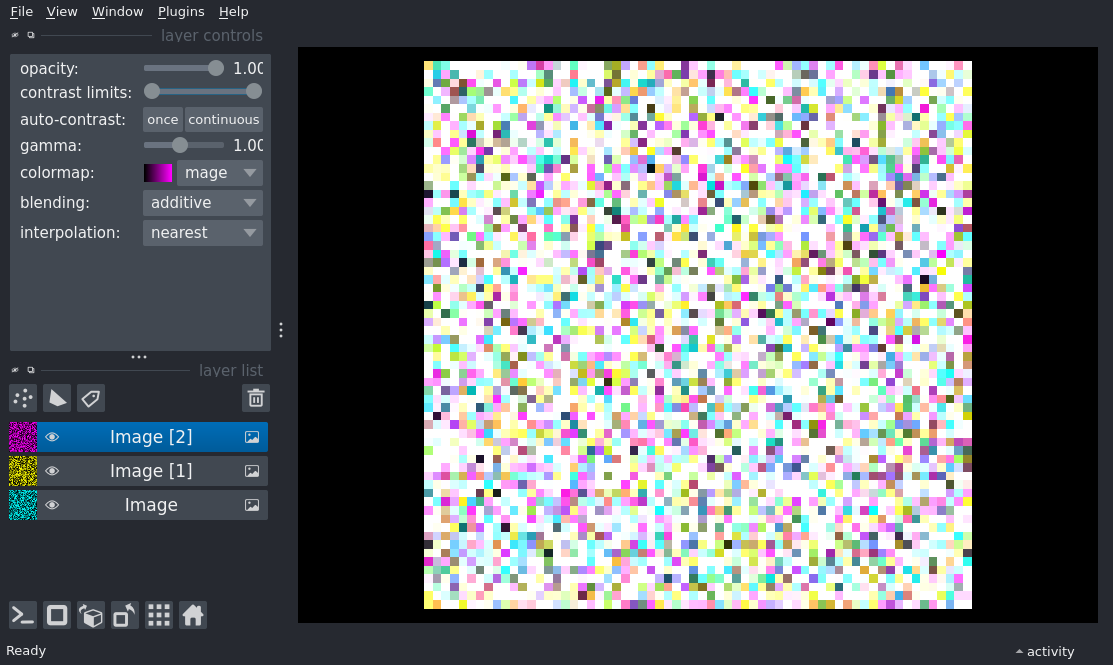 File View Window Plugins Help
layer controls
opacity: 1.00
contrast limits:
auto-contrast: once continuous
gamma: 1.00
colormap: mage
blending: additive
interpolation: nearest
layer list
Image [2]
Image [1]
Image
Ready
activity